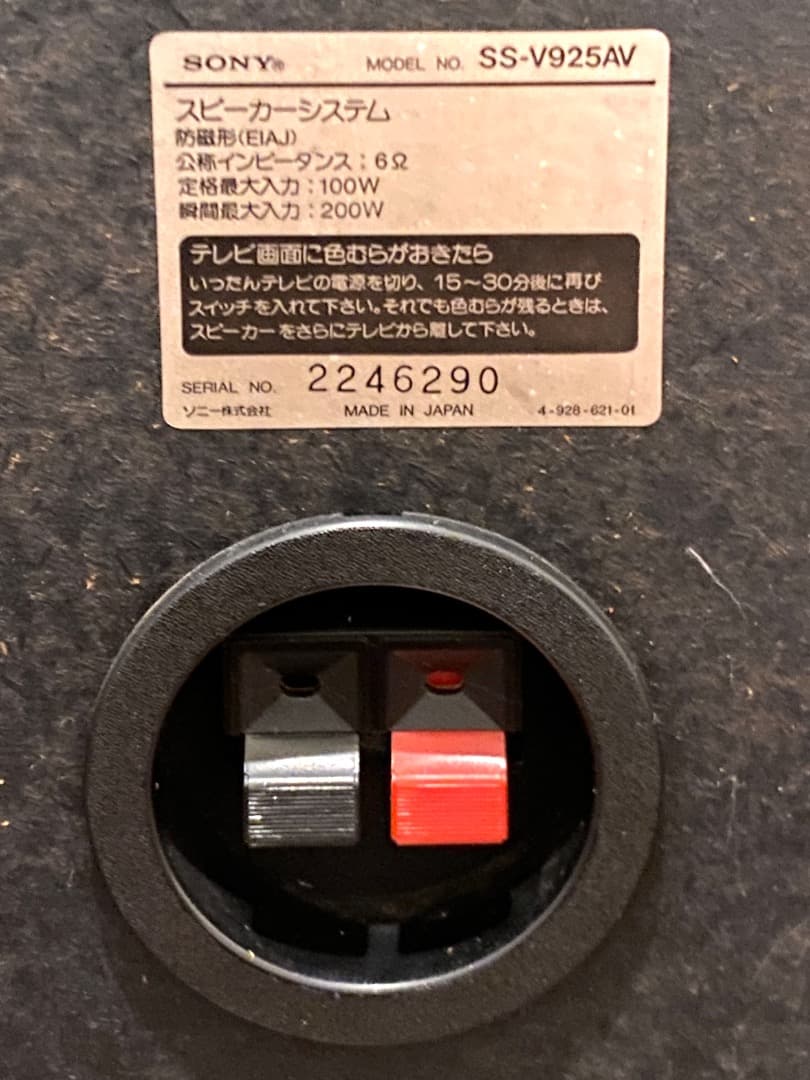 SONY® MODEL NO. SS-V925AV
スピーカーシステム
防磁形(EIAJ)
公称インピーダンス:6Ω
定格最大入力:100W
瞬間最大入力:200W
テレビ画面に色むらがおきたら
いったんテレビの電源を切り、15〜30分後に再び
スイッチを入れて下さい。それでも色むらが残るときは、
スピーカーをさらにテレビから離して下さい。
SERIAL NO. 2246290
ソニー株式会社 MADE IN JAPAN 4-928-621-01